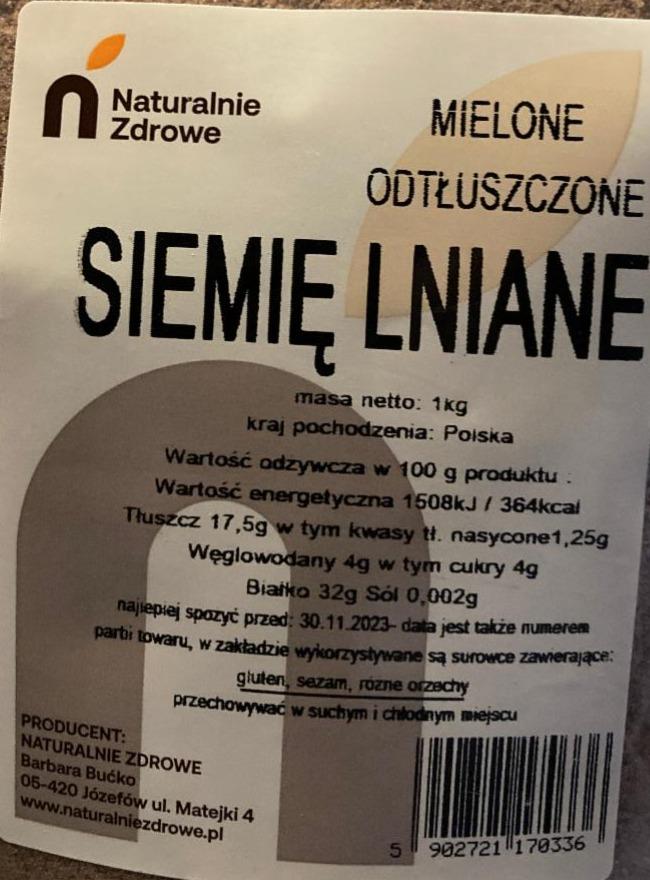 Naturalnie
Zdrowe
MIELONE
ODTŁUSZCZONE
SIEMIĘ LNIANE
masa netto: 1kg
kraj pochodzenia: Polska
Wartość odzywcza w 100 g produktu :
Wartość energetyczna 1508kJ / 364kcal
Tłuszcz 17,5g w tym kwasy tł. nasycone1,25g
Węglowodany 4g w tym cukry 4g
Białko 32g Sól 0,002g
najlepiej spozyć przed: 30.11.2023- data jest także numerem
partii towaru, w zakładzie wykorzystywane są surowce zawierające:
gluten, sezam, rózne orzechy
przechowywać w suchym i chłodnym miejscu
PRODUCENT:
NATURALNIE ZDROWE
Barbara Bućko
05-420 Józefów ul. Matejki 4
www.naturalniezdrowe.pl
5 902721 170336